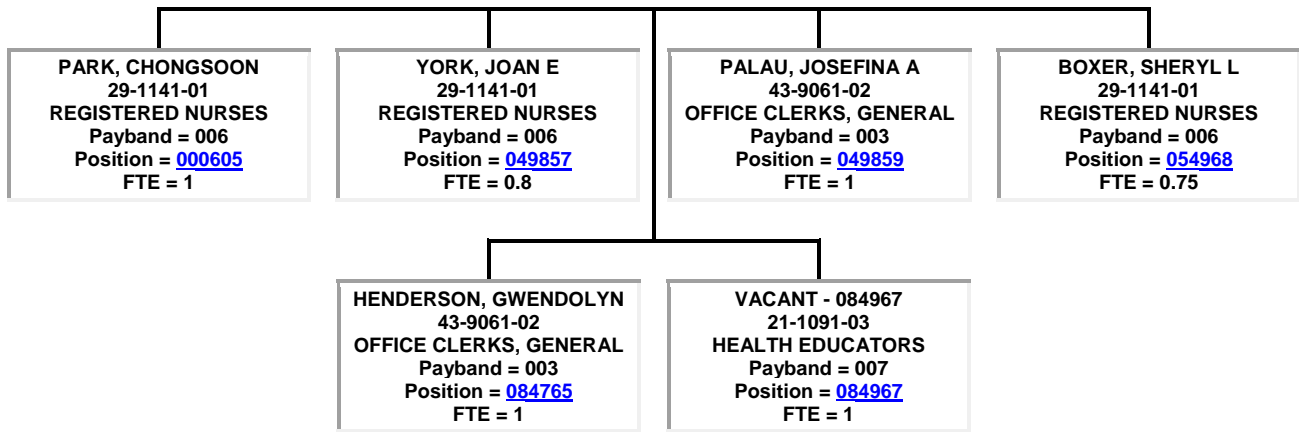 PARK, CHONGSOON
29-1141-01
REGISTERED NURSES
Payband = 006
Position = 000605
FTE = 1
YORK, JOAN E
29-1141-01
REGISTERED NURSES
Payband = 006
Position = 049857
FTE = 0.8
PALAU, JOSEFINA A
43-9061-02
OFFICE CLERKS, GENERAL
Payband = 003
Position = 049859
FTE = 1
BOXER, SHERYL L
29-1141-01
REGISTERED NURSES
Payband = 006
Position = 054968
FTE = 0.75
HENDERSON, GWENDOLYN
43-9061-02
OFFICE CLERKS, GENERAL
Payband = 003
Position = 084765
FTE = 1
VACANT - 084967
21-1091-03
HEALTH EDUCATORS
Payband = 007
Position = 084967
FTE = 1